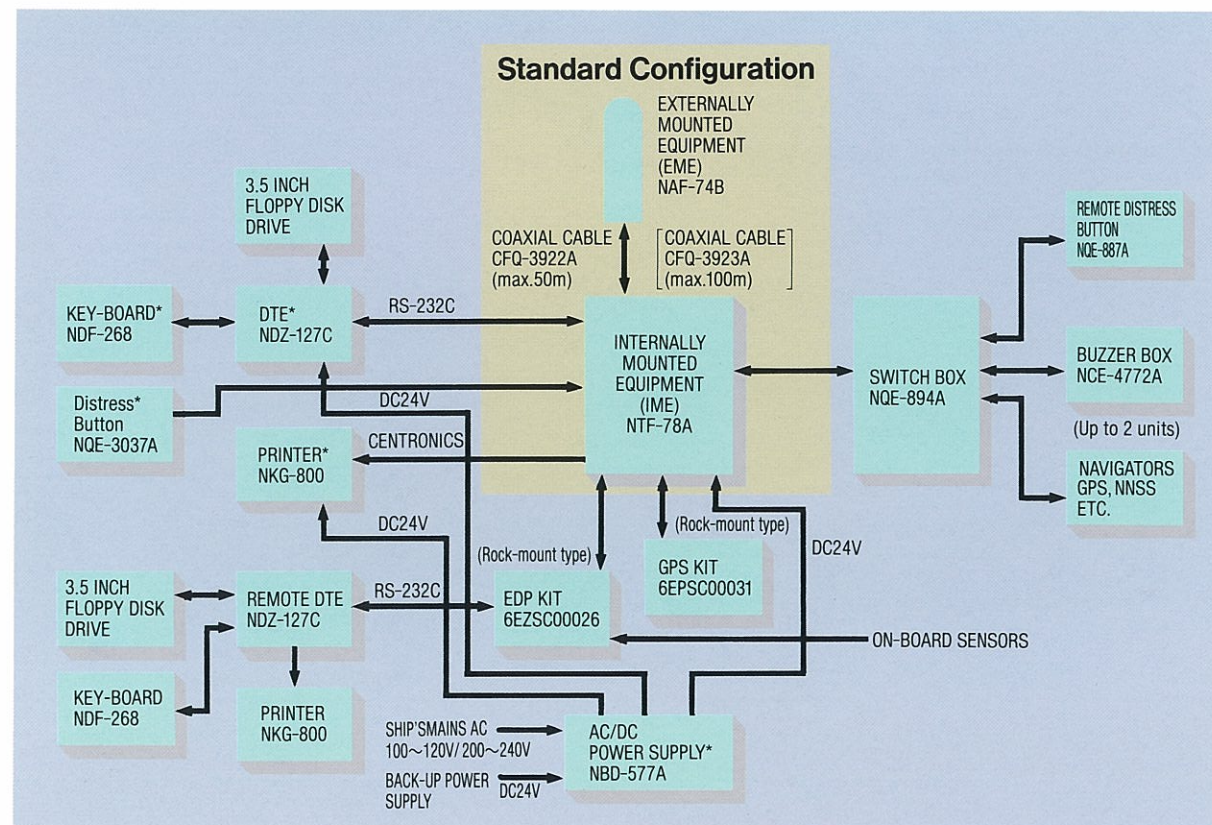 Standard Configuration
EXTERNALLY
MOUNTED
EQUIPMENT
(EME)
NAF-74B
3.5 INCH
FLOPPY DISK
DRIVE
COAXIAL CABLE
CFQ-3922A
(max.50m)
COAXIAL CABLE
CFQ-3923A
(max.100m)
REMOTE DISTRESS
BUTTON
NQE-887A
KEY-BOARD*
NDF-268
DTE*
NDZ-127C
RS-232C
INTERNALLY
MOUNTED
EQUIPMENT
(IME)
NTF-78A
SWITCH BOX
NQE-894A
BUZZER BOX
NCE-4772A
(Up to 2 units)
Distress*
Button
NQE-3037A
DC24V
PRINTER*
NKG-800
CENTRONICS
NAVIGATORS
GPS, NNSS
ETC.
DC24V
(Rock-mount type)
(Rock-mount type)
DC24V
GPS KIT
6EPSC00031
3.5 INCH
FLOPPY DISK
DRIVE
REMOTE DTE
NDZ-127C
RS-232C
EDP KIT
6EZSC00026
ON-BOARD SENSORS
KEY-BOARD
NDF-268
PRINTER
NKG-800
SHIP'SMAINS AC
100～120V/200～240V
AC/DC
POWER SUPPLY*
NBD-577A
BACK-UP POWER
SUPPLY
DC24V